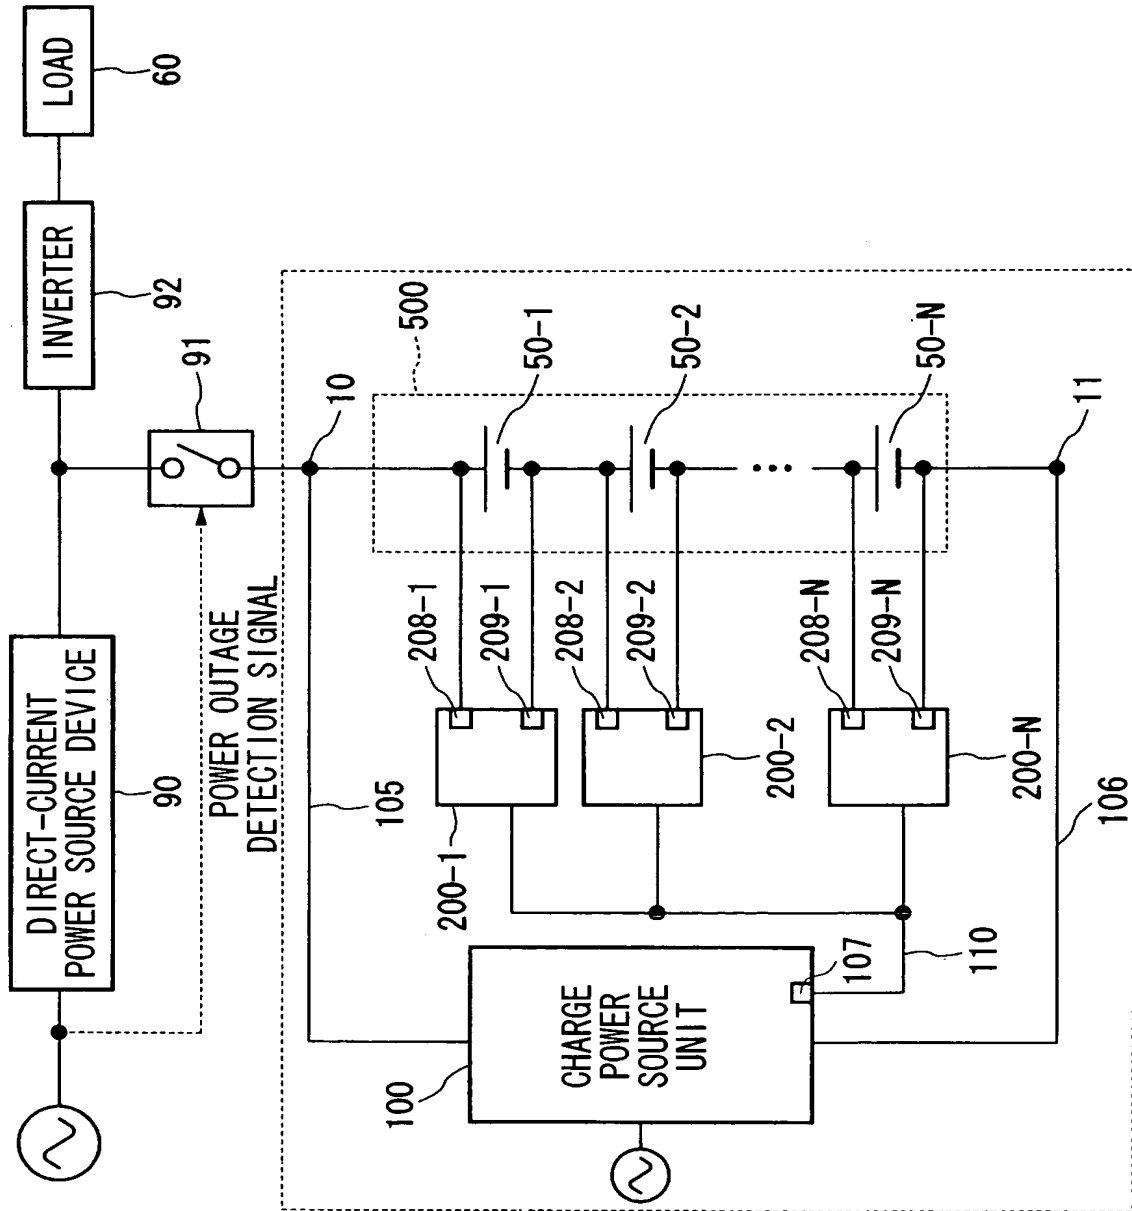 LOAD
60
INVERTER
92
91
DIRECT-CURRENT
POWER SOURCE DEVICE
90
POWER OUTAGE
DETECTION SIGNAL
10
500
50-1
50-2
50-N
11
208-1
209-1
208-2
209-2
208-N
209-N
105
200-1
200-2
200-N
106
107
110
CHARGE
POWER
SOURCE
UNIT
100